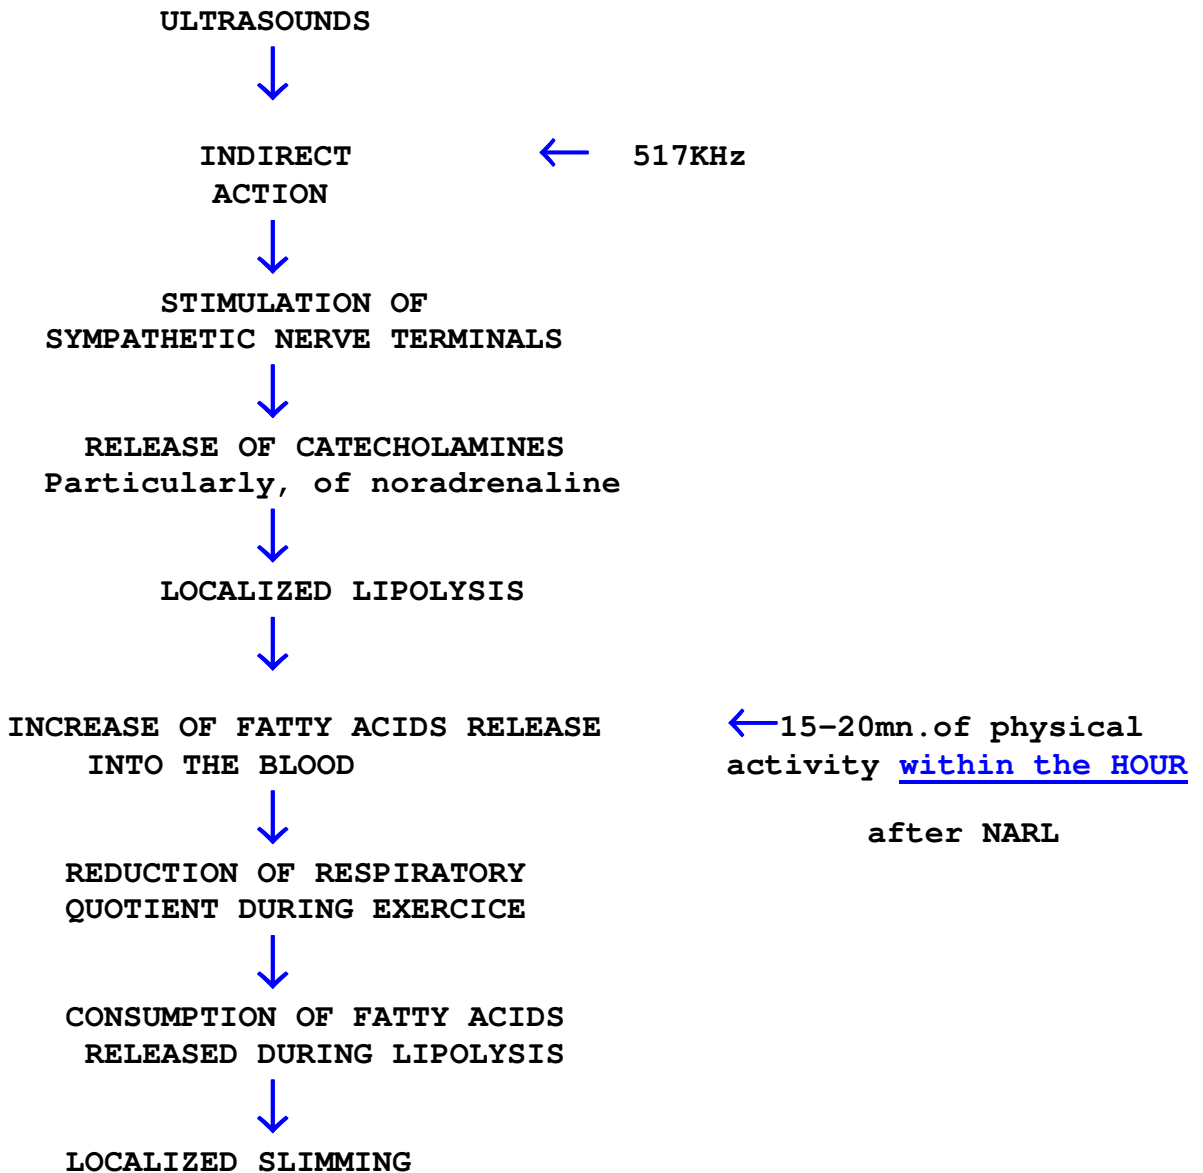 ULTRASOUNDS
INDIRECT
ACTION
517KHz
STIMULATION OF
SYMPATHETIC NERVE TERMINALS
RELEASE OF CATECHOLAMINES
Particularly, of noradrenaline
LOCALIZED LIPOLYSIS
INCREASE OF FATTY ACIDS RELEASE
INTO THE BLOOD
15-20mn.of physical
activity within the HOUR
after NARL
REDUCTION OF RESPIRATORY
QUOTIENT DURING EXERCICE
CONSUMPTION OF FATTY ACIDS
RELEASED DURING LIPOLYSIS
LOCALIZED SLIMMING